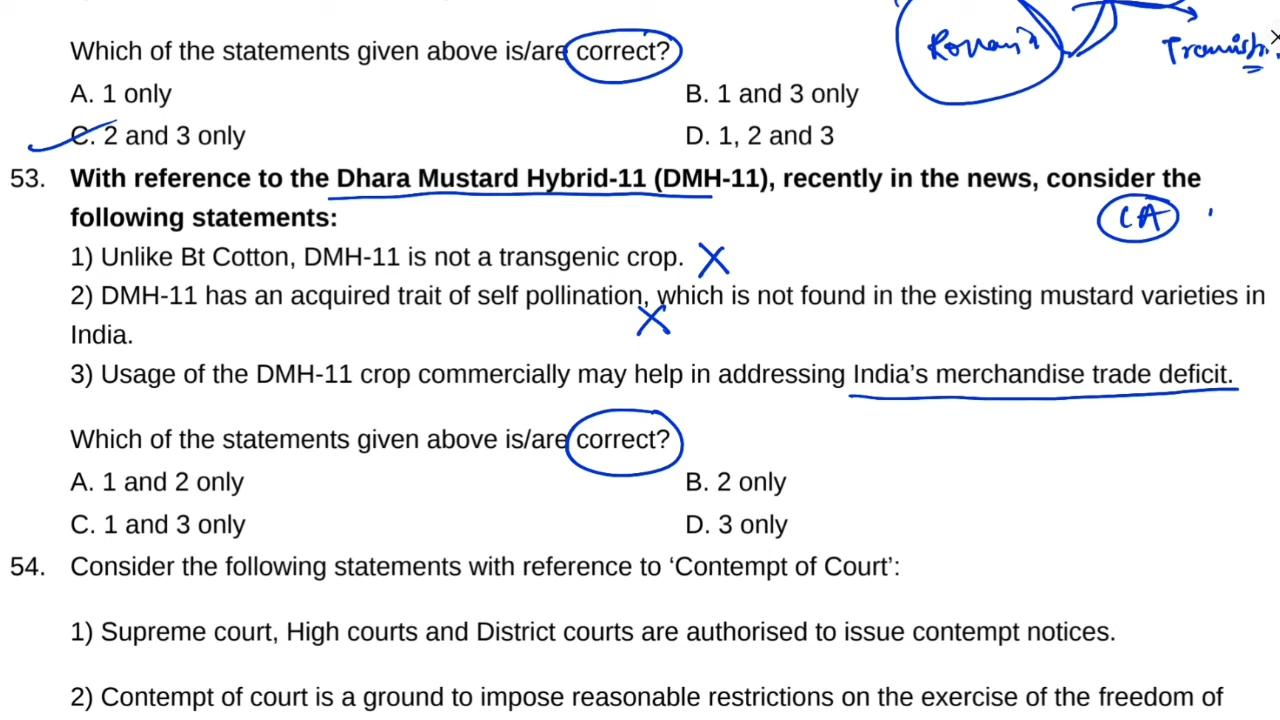 Which of the statements given above is/are correct?
A. 1 only B. 1 and 3 only
C. 2 and 3 only D. 1, 2 and 3
53. With reference to the Dhara Mustard Hybrid-11 (DMH-11), recently in the news, consider the
following statements:
CA
1) Unlike Bt Cotton, DMH-11 is not a transgenic crop. X
2) DMH-11 has an acquired trait of self pollination, which is not found in the existing mustard varieties in
India. X
3) Usage of the DMH-11 crop commercially may help in addressing India’s merchandise trade deficit.
Which of the statements given above is/are correct?
A. 1 and 2 only B. 2 only
C. 1 and 3 only D. 3 only
54. Consider the following statements with reference to ‘Contempt of Court’:
1) Supreme court, High courts and District courts are authorised to issue contempt notices.
2) Contempt of court is a ground to impose reasonable restrictions on the exercise of the freedom of